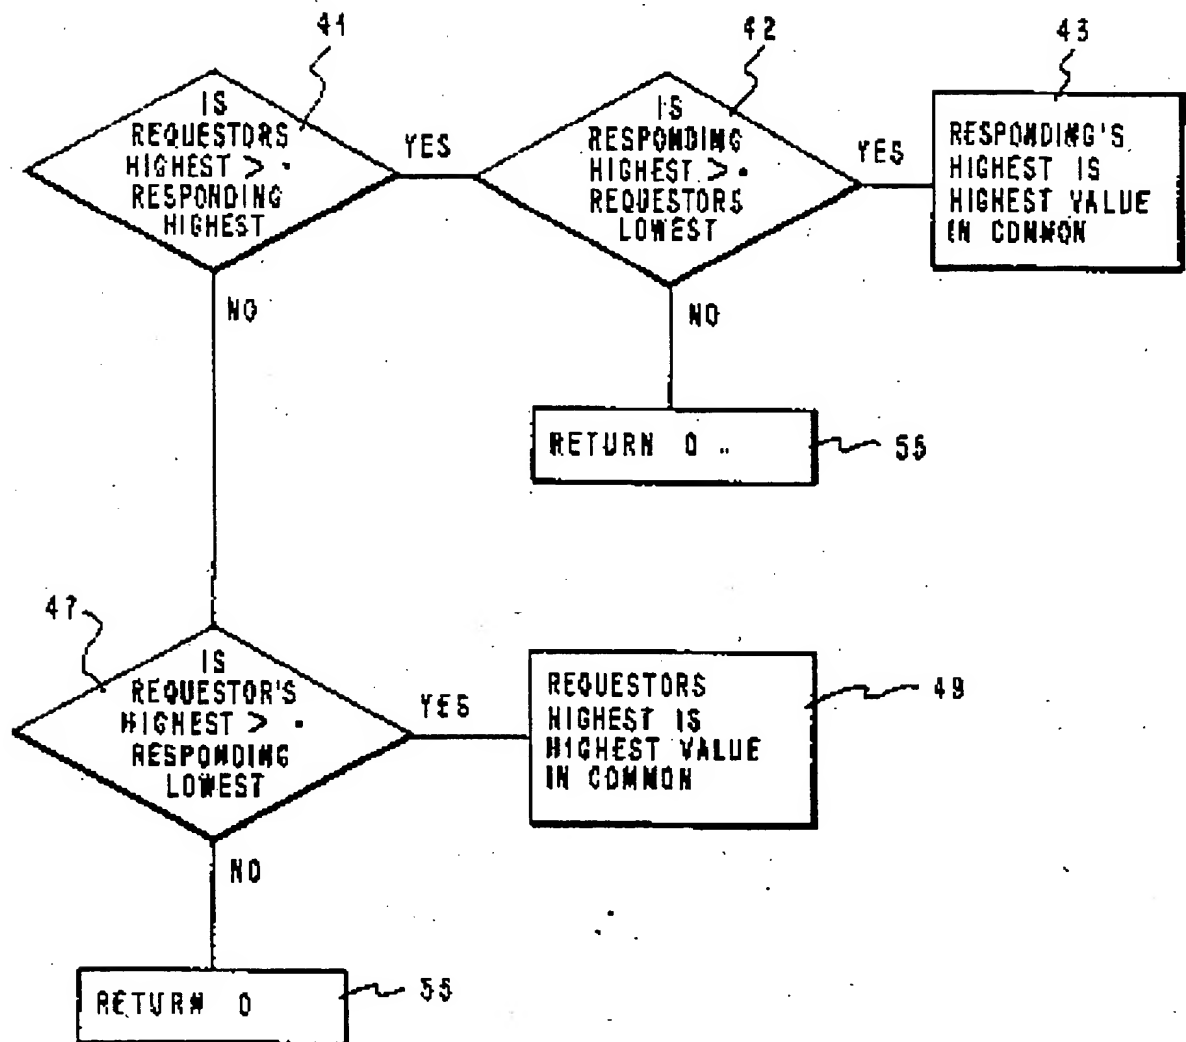 41
42
43
IS
REQUESTORS
HIGHEST >
RESPONDING
HIGHEST
YES
IS
RESPONDING
HIGHEST >
REQUESTORS
LOWEST
YES
RESPONDING'S
HIGHEST IS
HIGHEST VALUE
IN COMMON
NO
NO
RETURN 0
55
47
IS
REQUESTOR'S
HIGHEST >
RESPONDING
LOWEST
YES
REQUESTORS
HIGHEST IS
HIGHEST VALUE
IN COMMON
49
NO
RETURN 0
55